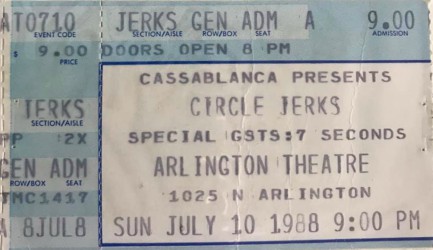 AT0710 JERKS GEN ADM A 9.00
EVENT CODE SECTION/AISLE ROW/BOX SEAT ADMISSION
$ 9.00 DOORS OPEN 8 PM
PRICE
CASSABLANCA PRESENTS
JERKS CIRCLE JERKS
SECTION/AISLE
PP 2X SPECIAL GSTS:7 SECONDS
GEN ADM ARLINGTON THEATRE
ROW/BOX SEAT
TMC1417 1025 N ARLINGTON
A 8JUL8 SUN JULY 10 1988 9:00 PM